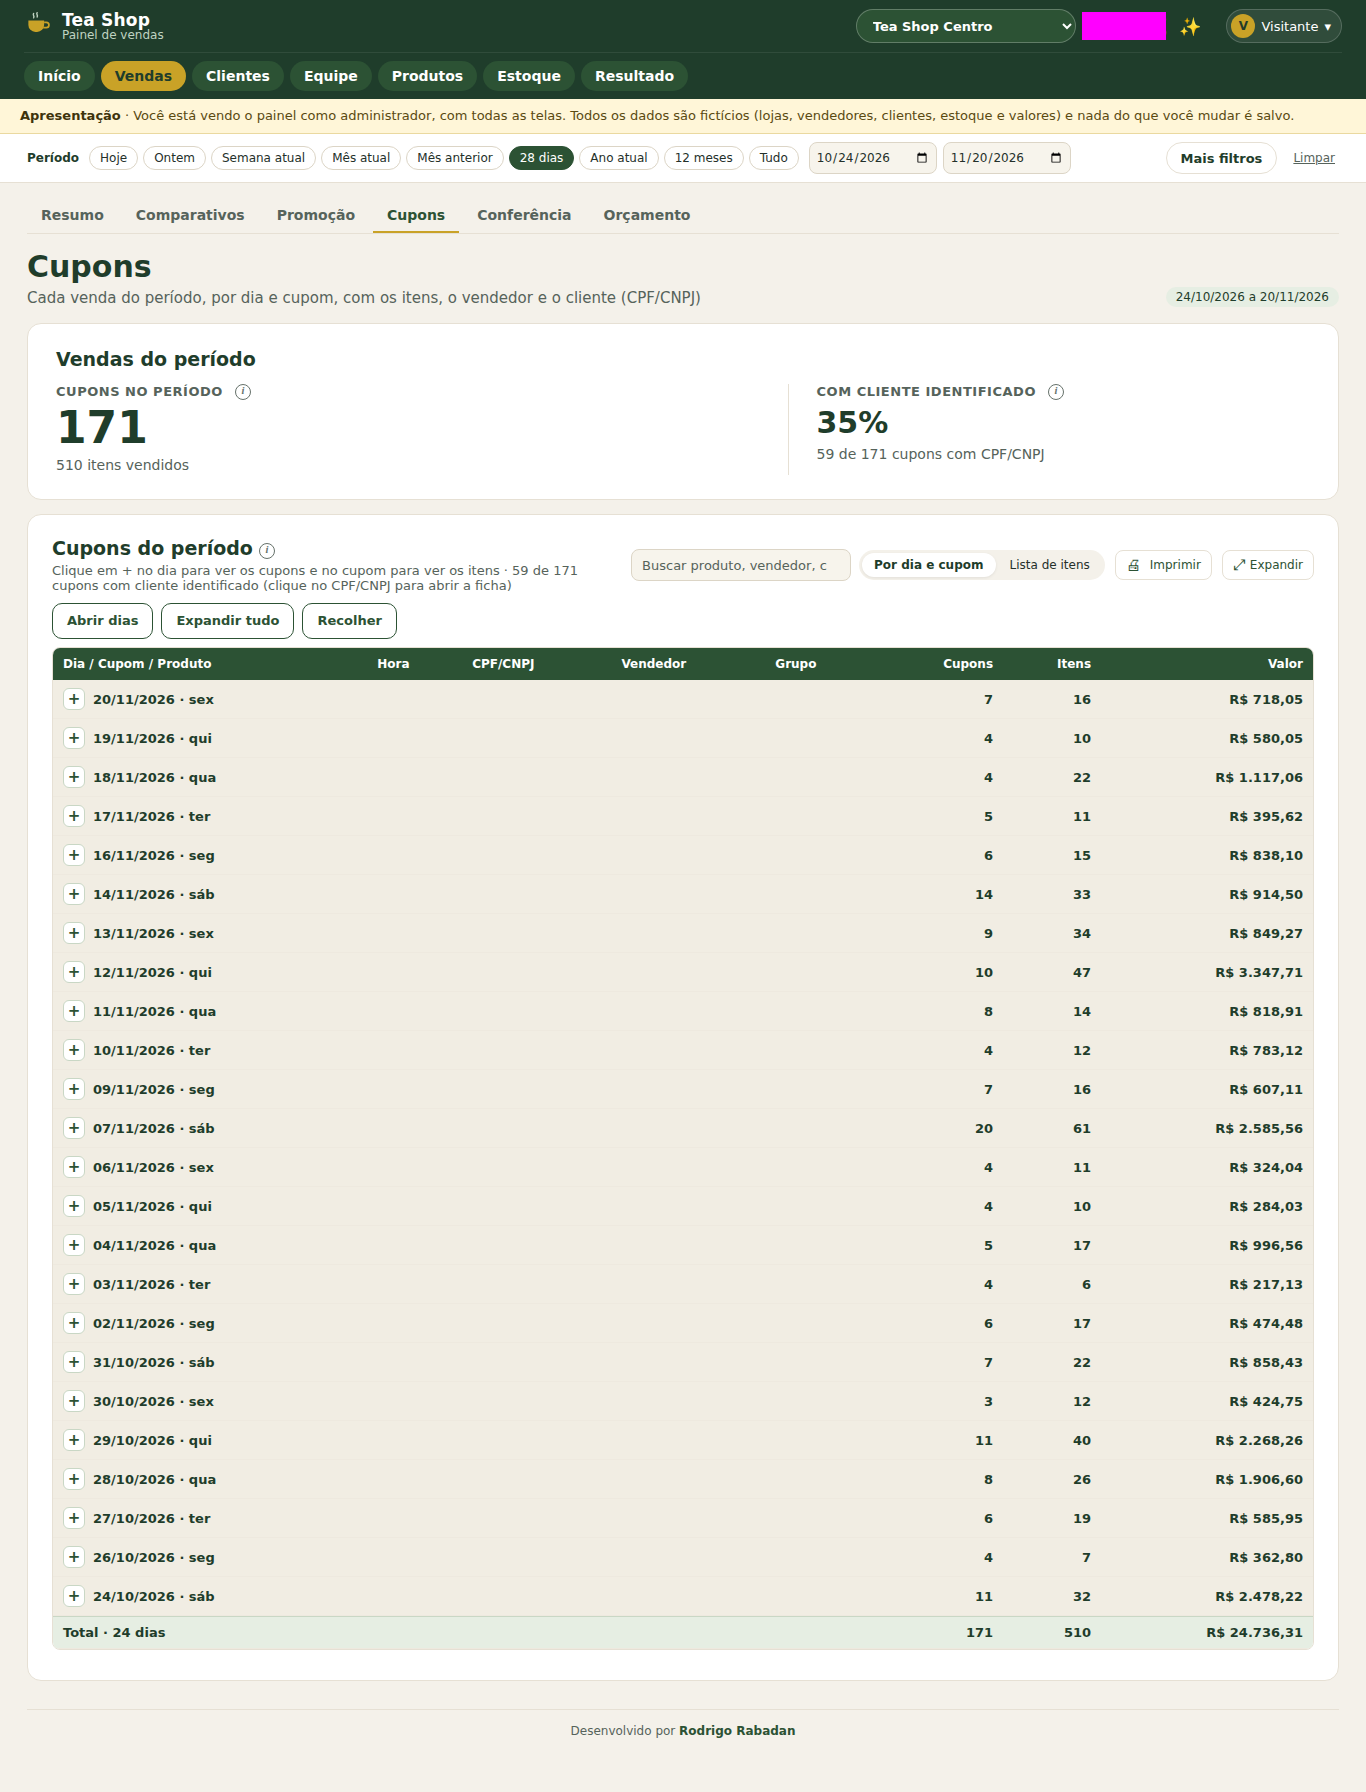 Tea Shop
Painel de vendas
Tea Shop Centro
V Visitante ▾
Início Vendas Clientes Equipe Produtos Estoque Resultado
Apresentação · Você está vendo o painel como administrador, com todas as telas. Todos os dados são fictícios (lojas, vendedores, clientes, estoque e valores) e nada do que você mudar é salvo.
Período Hoje Ontem Semana atual Mês atual Mês anterior 28 dias Ano atual 12 meses Tudo 10/24/2026 11/20/2026 Mais filtros Limpar
Resumo Comparativos Promoção Cupons Conferência Orçamento
Cupons
Cada venda do período, por dia e cupom, com os itens, o vendedor e o cliente (CPF/CNPJ)
24/10/2026 a 20/11/2026
Vendas do período
CUPONS NO PERÍODO i
171
510 itens vendidos
COM CLIENTE IDENTIFICADO i
35%
59 de 171 cupons com CPF/CNPJ
Cupons do período i
Clique em + no dia para ver os cupons e no cupom para ver os itens · 59 de 171
cupons com cliente identificado (clique no CPF/CNPJ para abrir a ficha)
Buscar produto, vendedor, c
Por dia e cupom Lista de itens
Imprimir
Expandir
Abrir dias Expandir tudo Recolher
Dia / Cupom / Produto Hora CPF/CNPJ Vendedor Grupo Cupons Itens Valor
+ 20/11/2026 · sex 7 16 R$ 718,05
+ 19/11/2026 · qui 4 10 R$ 580,05
+ 18/11/2026 · qua 4 22 R$ 1.117,06
+ 17/11/2026 · ter 5 11 R$ 395,62
+ 16/11/2026 · seg 6 15 R$ 838,10
+ 14/11/2026 · sáb 14 33 R$ 914,50
+ 13/11/2026 · sex 9 34 R$ 849,27
+ 12/11/2026 · qui 10 47 R$ 3.347,71
+ 11/11/2026 · qua 8 14 R$ 818,91
+ 10/11/2026 · ter 4 12 R$ 783,12
+ 09/11/2026 · seg 7 16 R$ 607,11
+ 07/11/2026 · sáb 20 61 R$ 2.585,56
+ 06/11/2026 · sex 4 11 R$ 324,04
+ 05/11/2026 · qui 4 10 R$ 284,03
+ 04/11/2026 · qua 5 17 R$ 996,56
+ 03/11/2026 · ter 4 6 R$ 217,13
+ 02/11/2026 · seg 6 17 R$ 474,48
+ 31/10/2026 · sáb 7 22 R$ 858,43
+ 30/10/2026 · sex 3 12 R$ 424,75
+ 29/10/2026 · qui 11 40 R$ 2.268,26
+ 28/10/2026 · qua 8 26 R$ 1.906,60
+ 27/10/2026 · ter 6 19 R$ 585,95
+ 26/10/2026 · seg 4 7 R$ 362,80
+ 24/10/2026 · sáb 11 32 R$ 2.478,22
Total · 24 dias 171 510 R$ 24.736,31
Desenvolvido por Rodrigo Rabadan